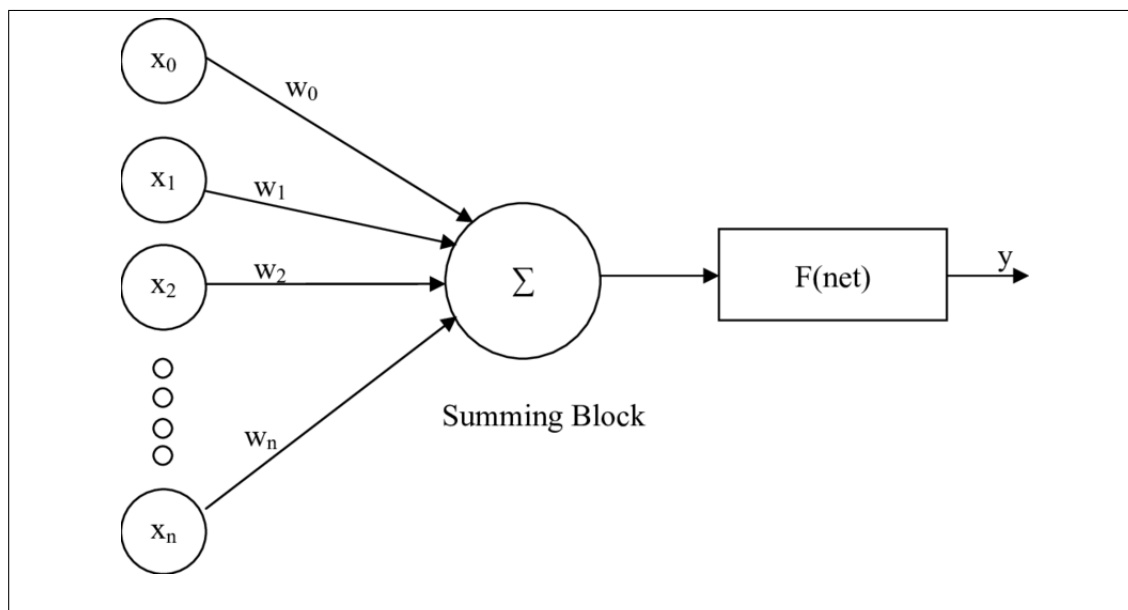 x₀
w₀
x₁
w₁
x₂
w₂
∑
F(net)
y
Summing Block
wₙ
xₙ